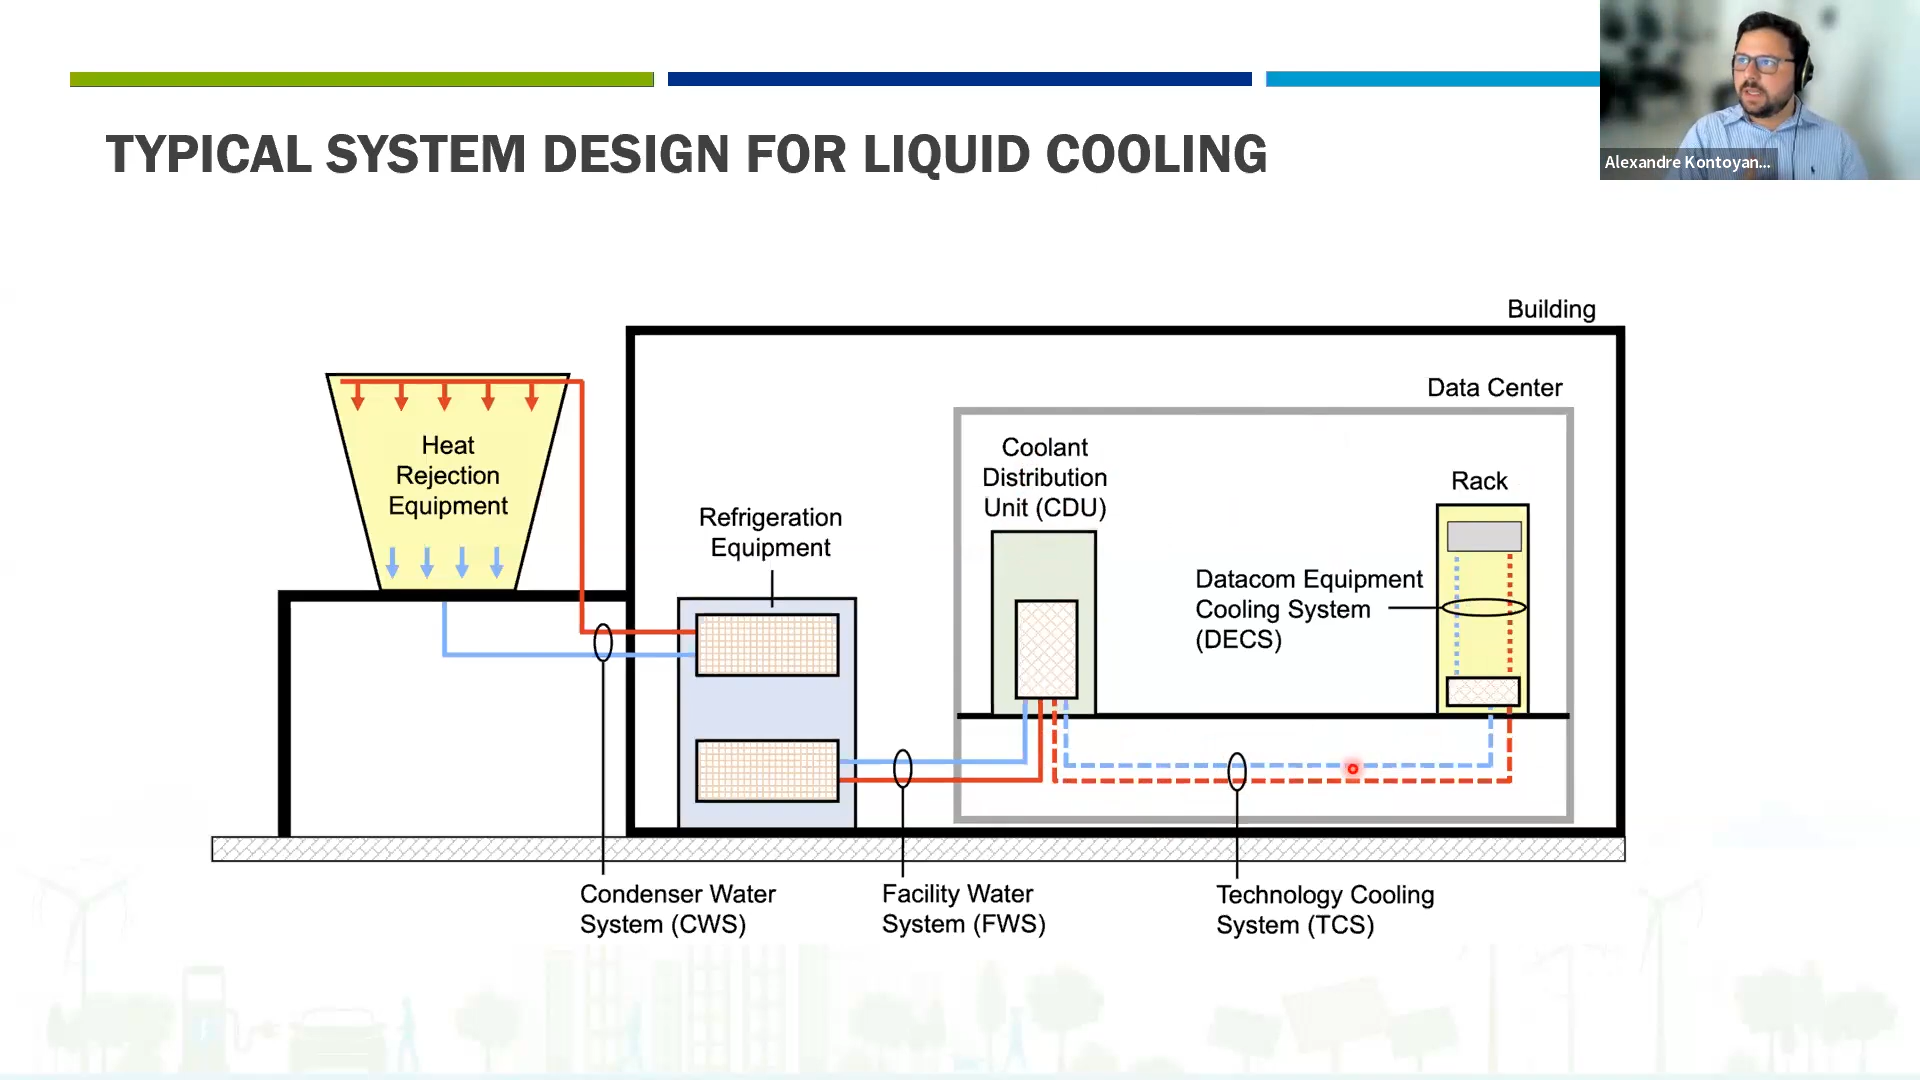 Alexandre Kontoyan...
TYPICAL SYSTEM DESIGN FOR LIQUID COOLING
Building
Data Center
Heat
Rejection
Equipment
Refrigeration
Equipment
Coolant
Distribution
Unit (CDU)
Rack
Datacom Equipment
Cooling System
(DECS)
Condenser Water
System (CWS)
Facility Water
System (FWS)
Technology Cooling
System (TCS)